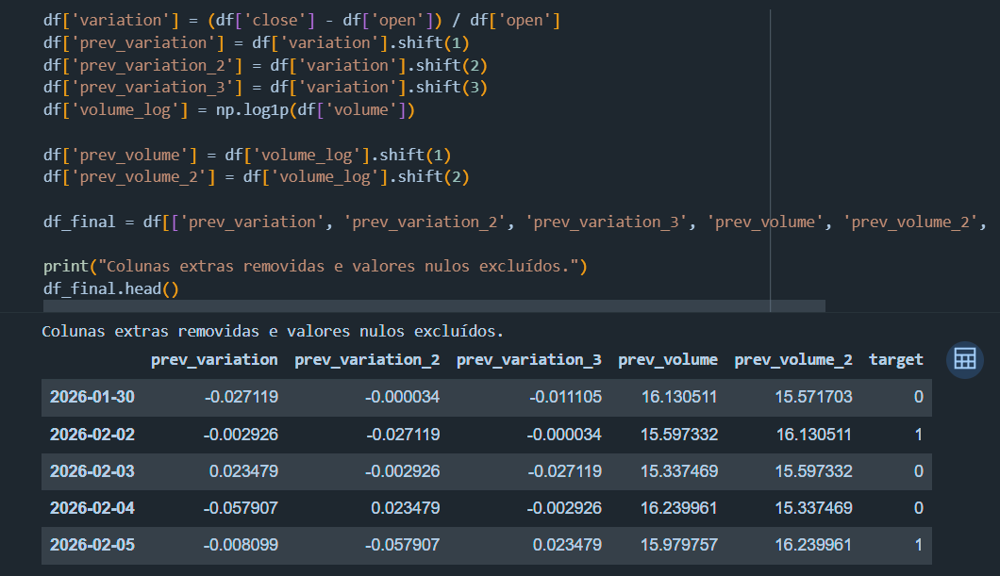 df['variation'] = (df['close'] - df['open']) / df['open']
df['prev_variation'] = df['variation'].shift(1)
df['prev_variation_2'] = df['variation'].shift(2)
df['prev_variation_3'] = df['variation'].shift(3)
df['volume_log'] = np.log1p(df['volume'])
df['prev_volume'] = df['volume_log'].shift(1)
df['prev_volume_2'] = df['volume_log'].shift(2)
df_final = df[['prev_variation', 'prev_variation_2', 'prev_variation_3', 'prev_volume', 'prev_volume_2',
print("Colunas extras removidas e valores nulos excluídos.")
df_final.head()
Colunas extras removidas e valores nulos excluídos.
prev_variation prev_variation_2 prev_variation_3 prev_volume prev_volume_2 target
2026-01-30 -0.027119 -0.000034 -0.011105 16.130511 15.571703 0
2026-02-02 -0.002926 -0.027119 -0.000034 15.597332 16.130511 1
2026-02-03 0.023479 -0.002926 -0.027119 15.337469 15.597332 0
2026-02-04 -0.057907 0.023479 -0.002926 16.239961 15.337469 0
2026-02-05 -0.008099 -0.057907 0.023479 15.979757 16.239961 1